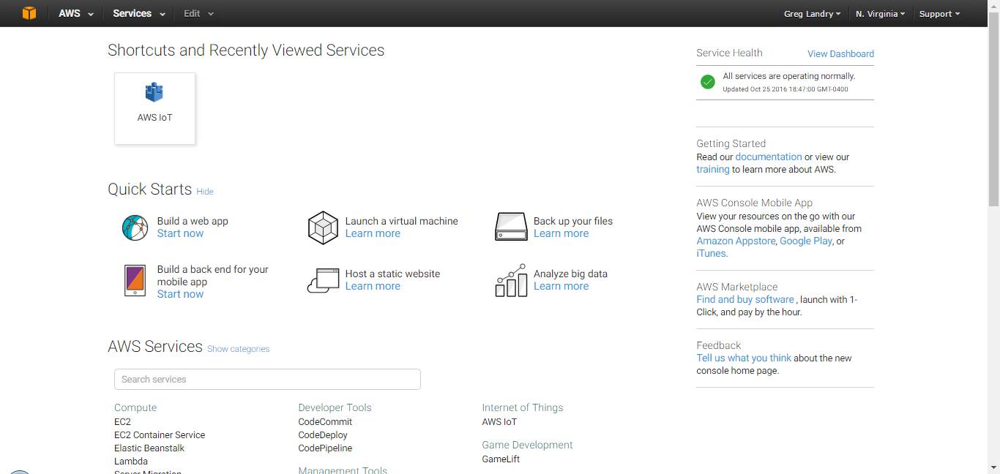 AWS
Services
Edit
Greg Landry
N. Virginia
Support
Shortcuts and Recently Viewed Services
AWS IoT
Quick Starts Hide
Build a web app
Start now
Launch a virtual machine
Learn more
Back up your files
Learn more
Build a back end for your
mobile app
Start now
Host a static website
Learn more
Analyze big data
Learn more
AWS Services Show categories
Search services
Compute
EC2
EC2 Container Service
Elastic Beanstalk
Lambda
Server Migration
Developer Tools
CodeCommit
CodeDeploy
CodePipeline
Management Tools
Internet of Things
AWS IoT
Game Development
GameLift
Service Health
View Dashboard
All services are operating normally.
Updated Oct 25 2016 18:47:00 GMT-0400
Getting Started
Read our documentation or view our
training to learn more about AWS.
AWS Console Mobile App
View your resources on the go with our
AWS Console mobile app, available from
Amazon Appstore, Google Play, or
iTunes.
AWS Marketplace
Find and buy software , launch with 1-
Click, and pay by the hour.
Feedback
Tell us what you think about the new
console home page.